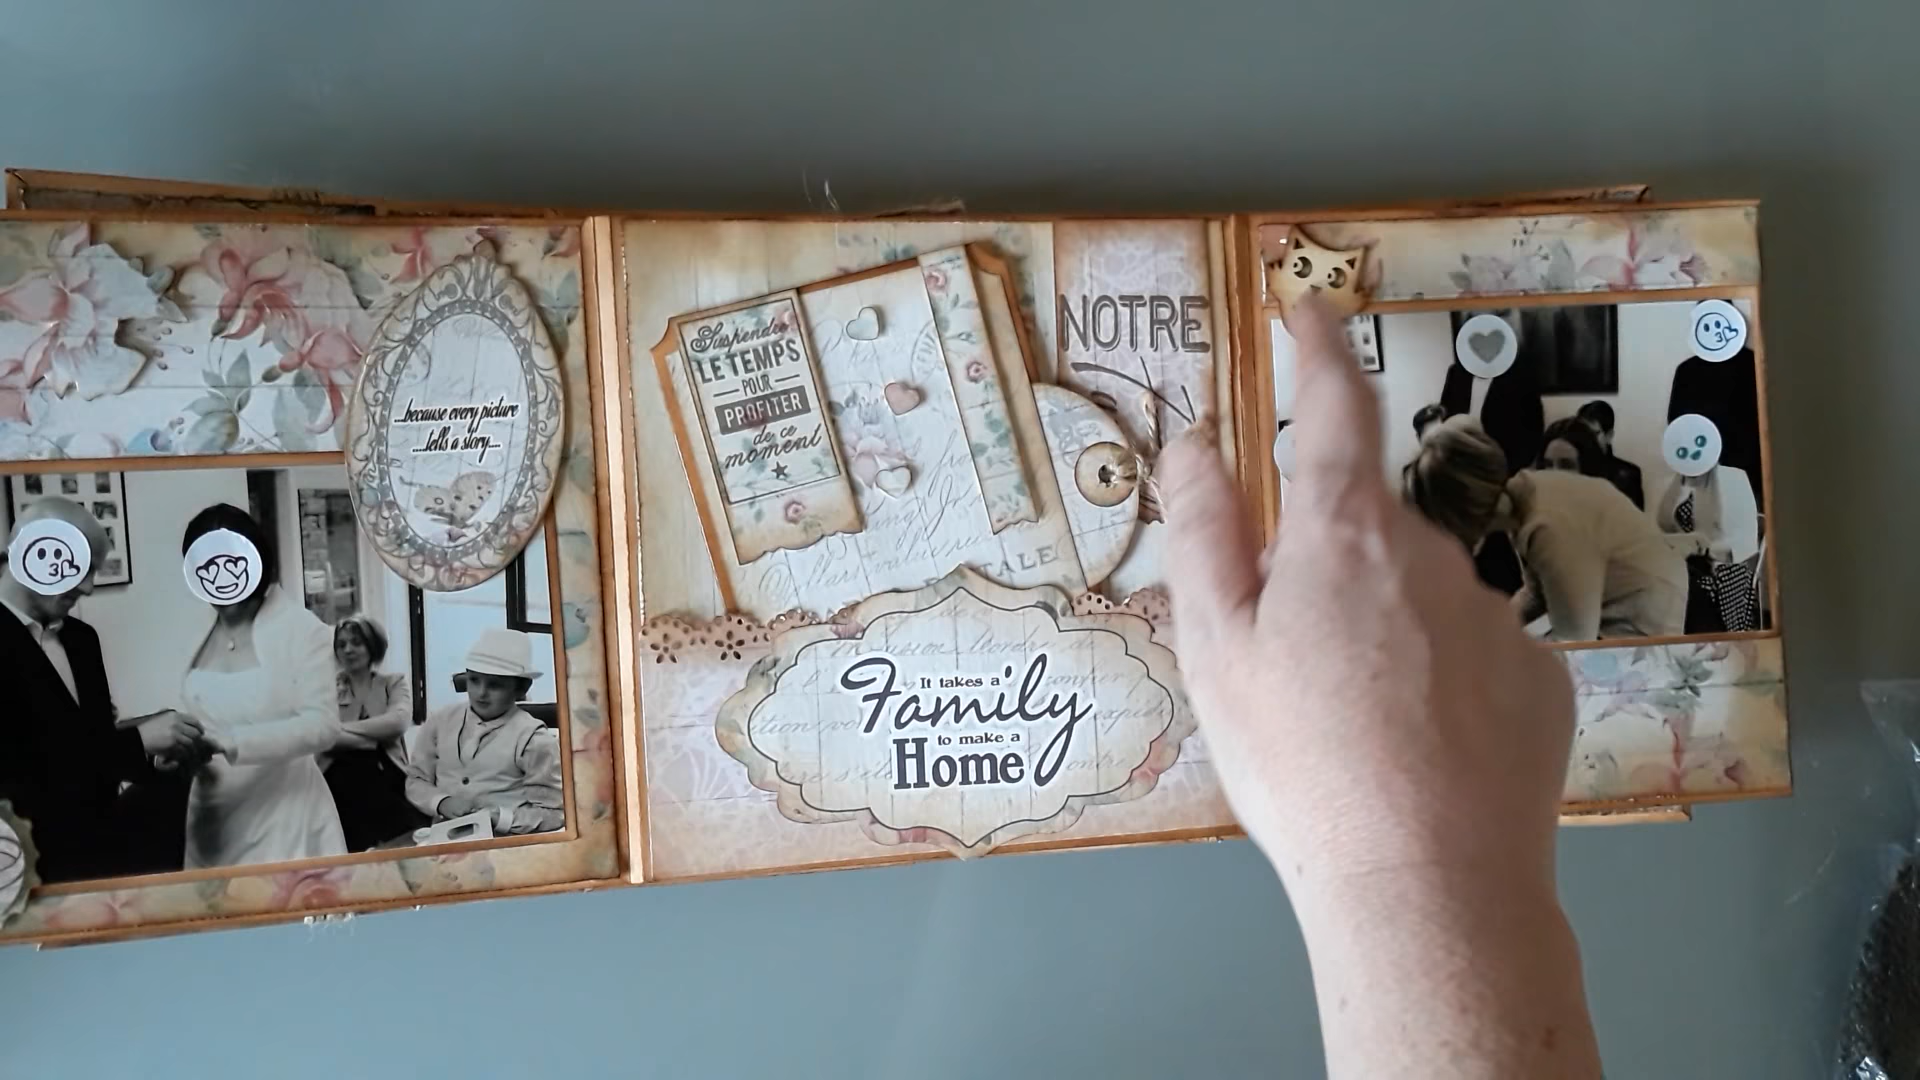 ...because every picture
....tells a story....
Suspendre
LE TEMPS
POUR
PROFITER
de ce
moment
NOTRE
It takes a
Family
to make a
Home